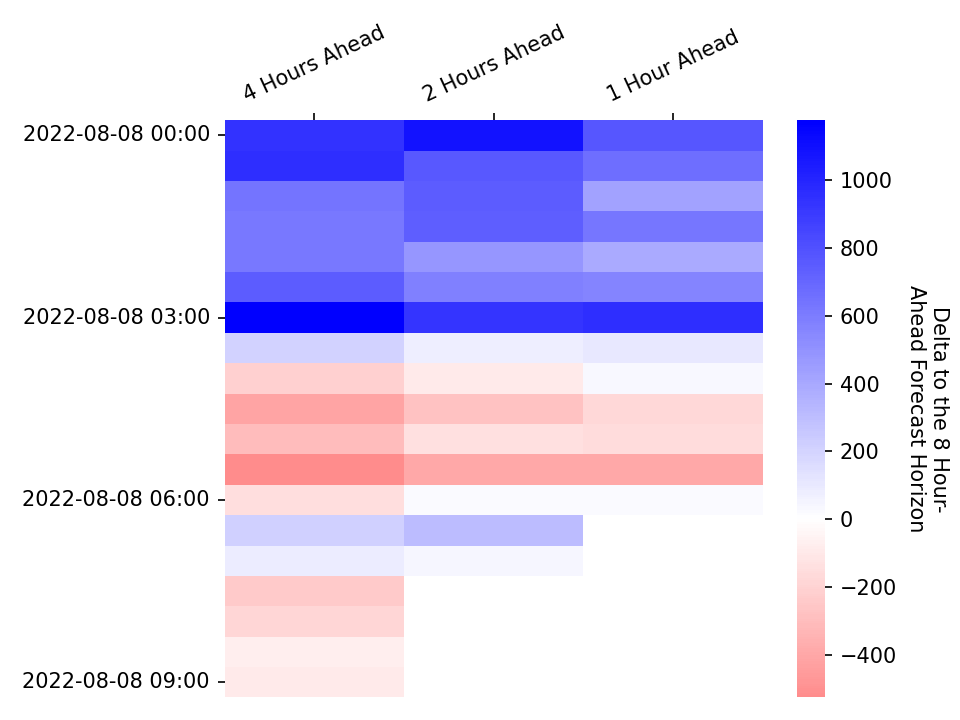 4 Hours Ahead
2 Hours Ahead
1 Hour Ahead
2022-08-08 00:00
2022-08-08 03:00
2022-08-08 06:00
2022-08-08 09:00
1000
800
600
400
200
0
−200
−400
Delta to the 8 Hour-
Ahead Forecast Horizon